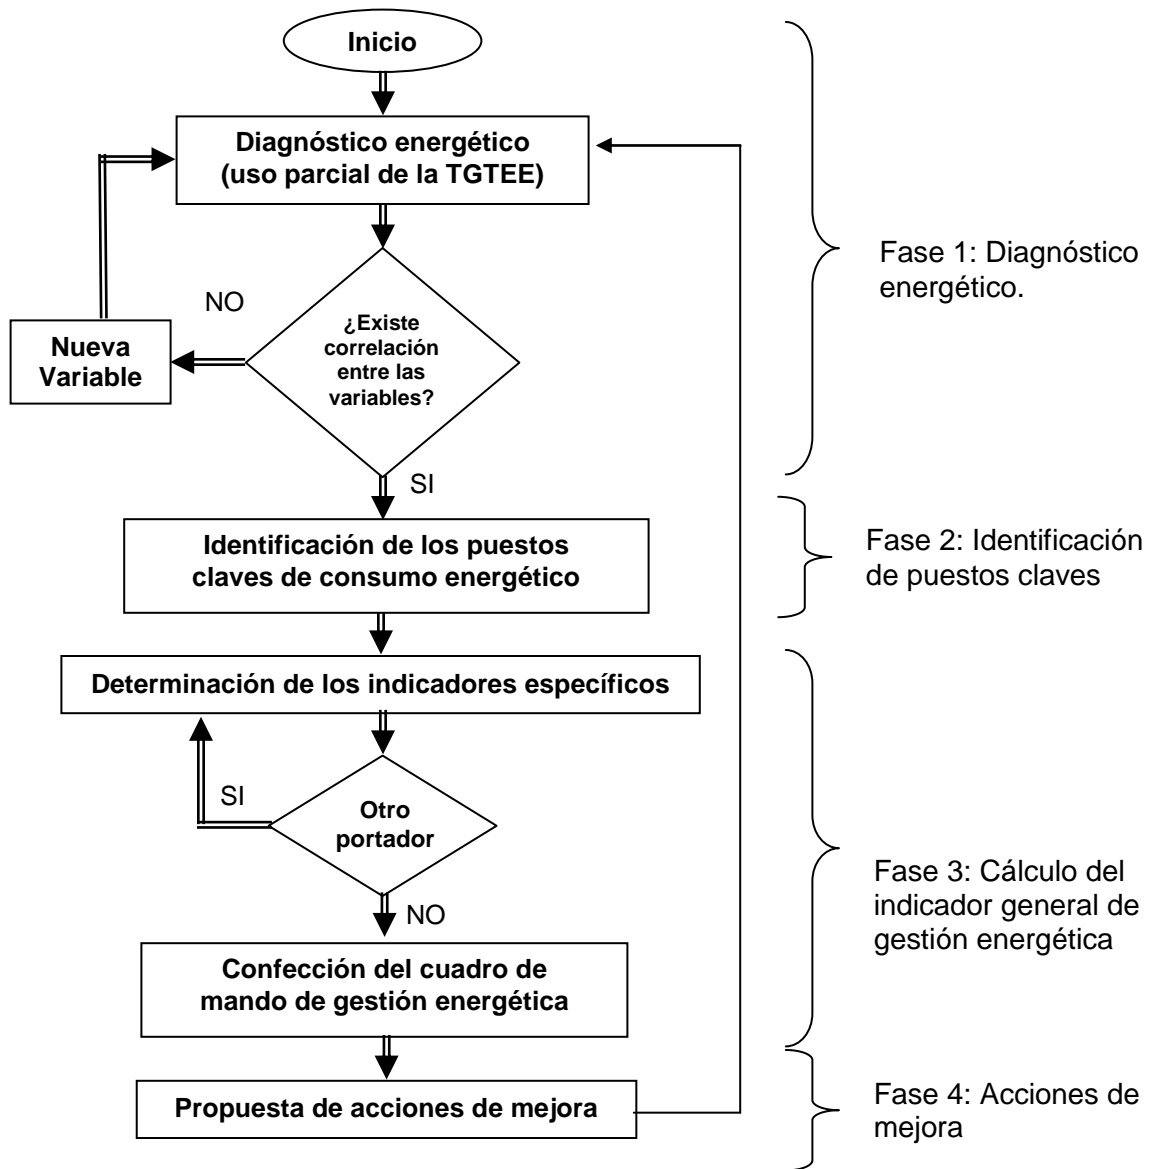 Inicio
Diagnóstico energético
(uso parcial de la TGTEE)
NO
¿Existe
correlación
entre las
variables?
Nueva
Variable
SI
Fase 1: Diagnóstico
energético.
Identificación de los puestos
claves de consumo energético
Fase 2: Identificación
de puestos claves
Determinación de los indicadores específicos
SI
Otro
portador
NO
Confección del cuadro de
mando de gestión energética
Fase 3: Cálculo del
indicador general de
gestión energética
Propuesta de acciones de mejora
Fase 4: Acciones de
mejora